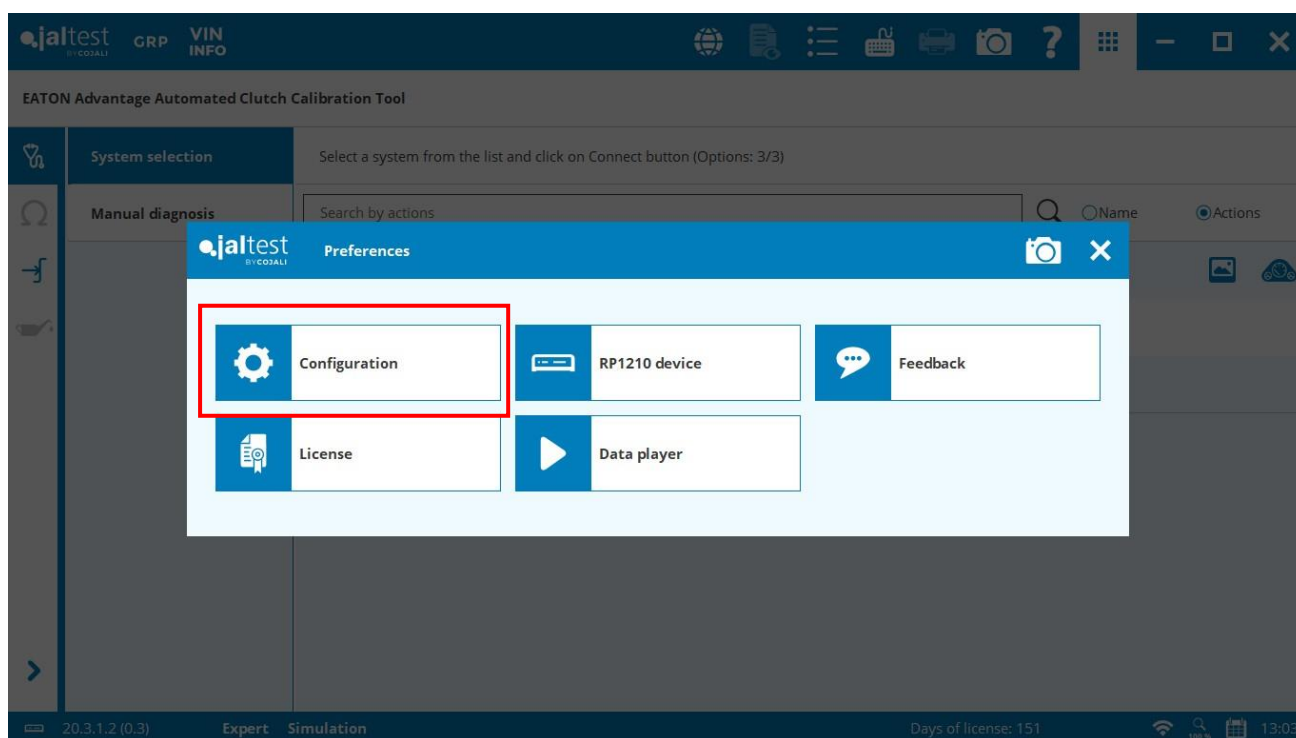 jaltest GRP VIN INFO
BY COJALI
EATON Advantage Automated Clutch Calibration Tool
System selection
Select a system from the list and click on Connect button (Options: 3/3)
Manual diagnosis
Search by actions
Name
Actions
jaltest Preferences
BY COJALI
Configuration
RP1210 device
Feedback
License
Data player
20.3.1.2 (0.3) Expert Simulation Days of license: 151 100 % 13:03